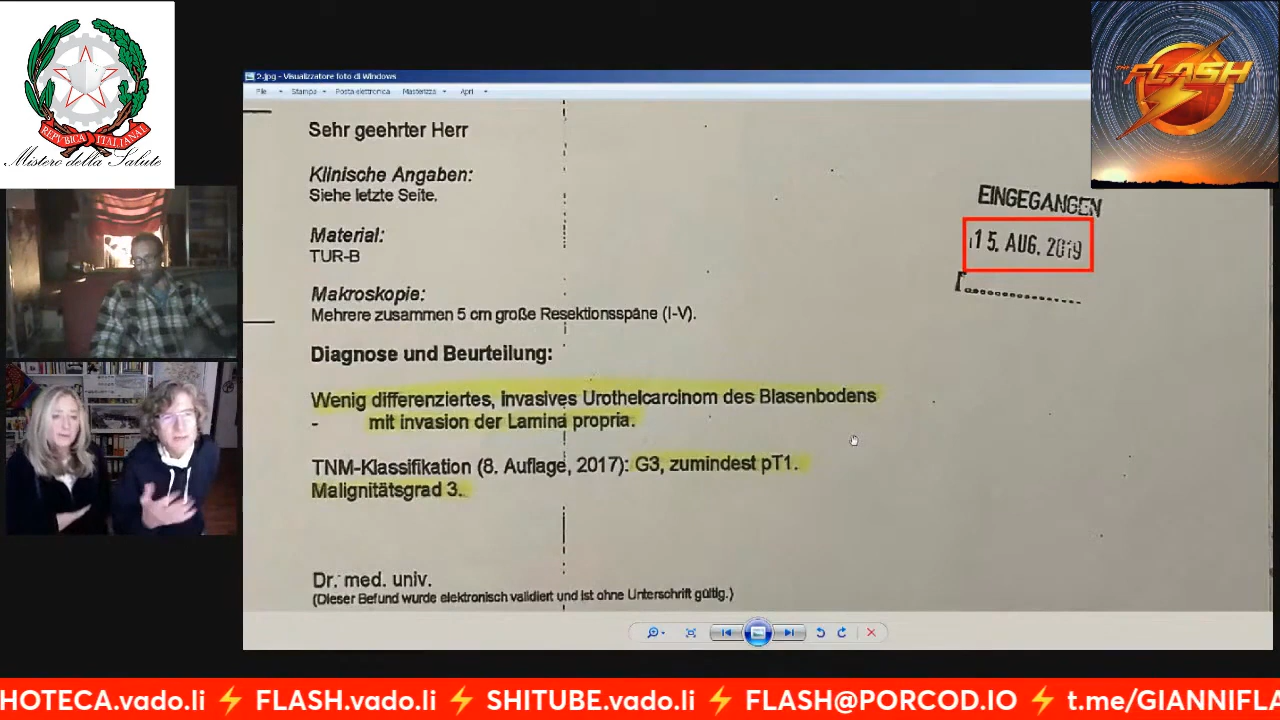 REPVBBLICA ITALIANA
Mistero della Salute
THE FLASH
2.jpg - Visualizzatore foto di Windows
File Stampa Posta elettronica Masterizza Apri
Sehr geehrter Herr
Klinische Angaben:
Siehe letzte Seite.
EINGEGANGEN
15. AUG. 2019
Material:
TUR-B
Makroskopie:
Mehrere zusammen 5 cm große Resektionsspäne (I-V).
Diagnose und Beurteilung:
Wenig differenziertes, invasives Urothelcarcinom des Blasenbodens
- mit invasion der Lamina propria.
TNM-Klassifikation (8. Auflage, 2017): G3, zumindest pT1.
Malignitätsgrad 3.
Dr. med. univ.
(Dieser Befund wurde elektronisch validiert und ist ohne Unterschrift gültig.)
HOTECA.vado.li ⚡ FLASH.vado.li ⚡ SHITUBE.vado.li ⚡ FLASH@PORCOD.IO ⚡ t.me/GIANNIFLA